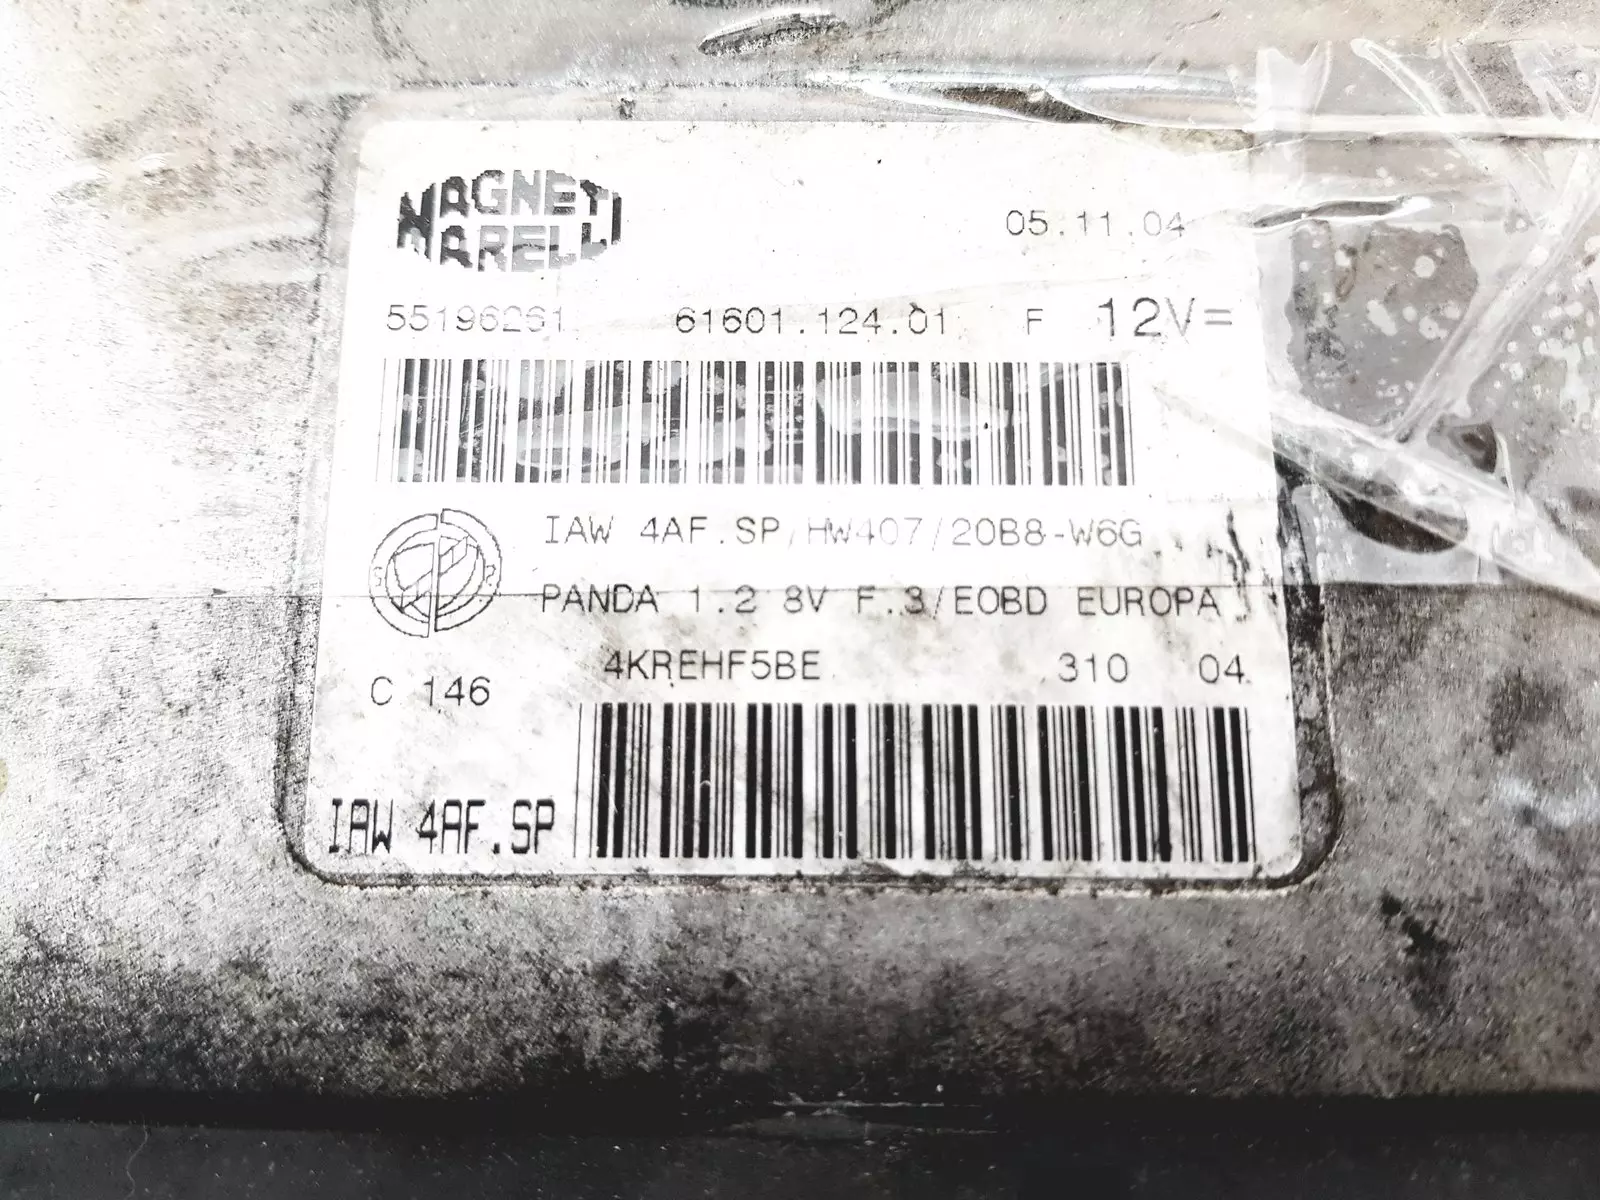 MAGNETI
MARELLI
05.11.04
55196261 61601.124.01 F 12V=
IAW 4AF.SP/HW407/20B8-W6G
PANDA 1.2 8V F.3/EOBD EUROPA
4KREHF5BE 310 04
C 146
IAW 4AF.SP